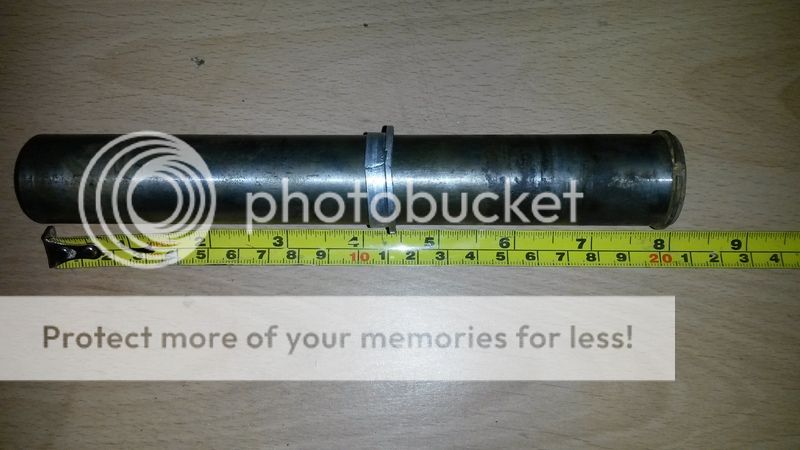 photobucket
2 3 4 5 6 7 8 9
5 6 7 8 9 10 1 2 3 4 5 6 7 8 9 20 1 2 3 4
Protect more of your memories for less!